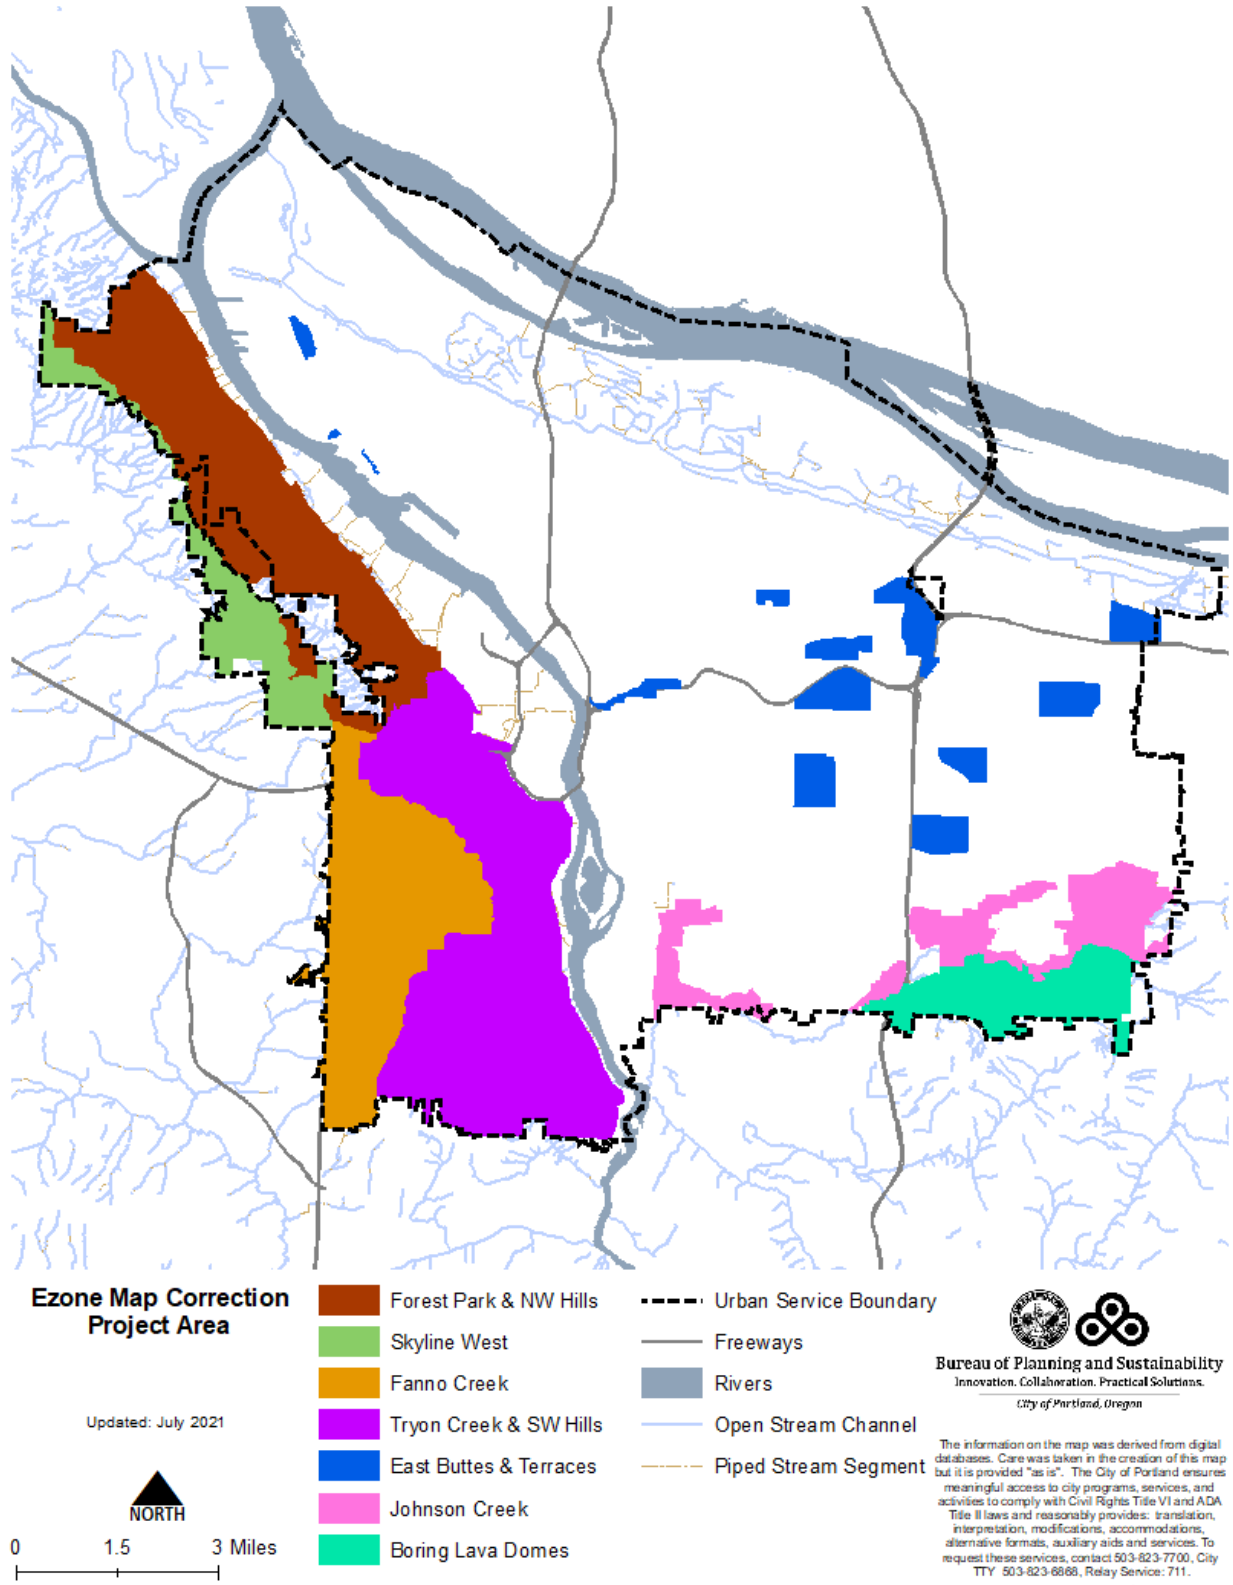 Ezone Map Correction
Project Area
Updated: July 2021
NORTH
0 1.5 3 Miles
Forest Park & NW Hills
Skyline West
Fanno Creek
Tryon Creek & SW Hills
East Buttes & Terraces
Johnson Creek
Boring Lava Domes
Urban Service Boundary
Freeways
Rivers
Open Stream Channel
Piped Stream Segment
Bureau of Planning and Sustainability
Innovation. Collaboration. Practical Solutions.
City of Portland, Oregon
The information on the map was derived from digital
databases. Care was taken in the creation of this map
but it is provided "as is". The City of Portland ensures
meaningful access to city programs, services, and
activities to comply with Civil Rights Title VI and ADA
Title II laws and reasonably provides: translation,
interpretation, modifications, accommodations,
alternative formats, auxiliary aids and services. To
request these services, contact 503-823-7700, City
TTY 503-823-6868, Relay Service: 711.